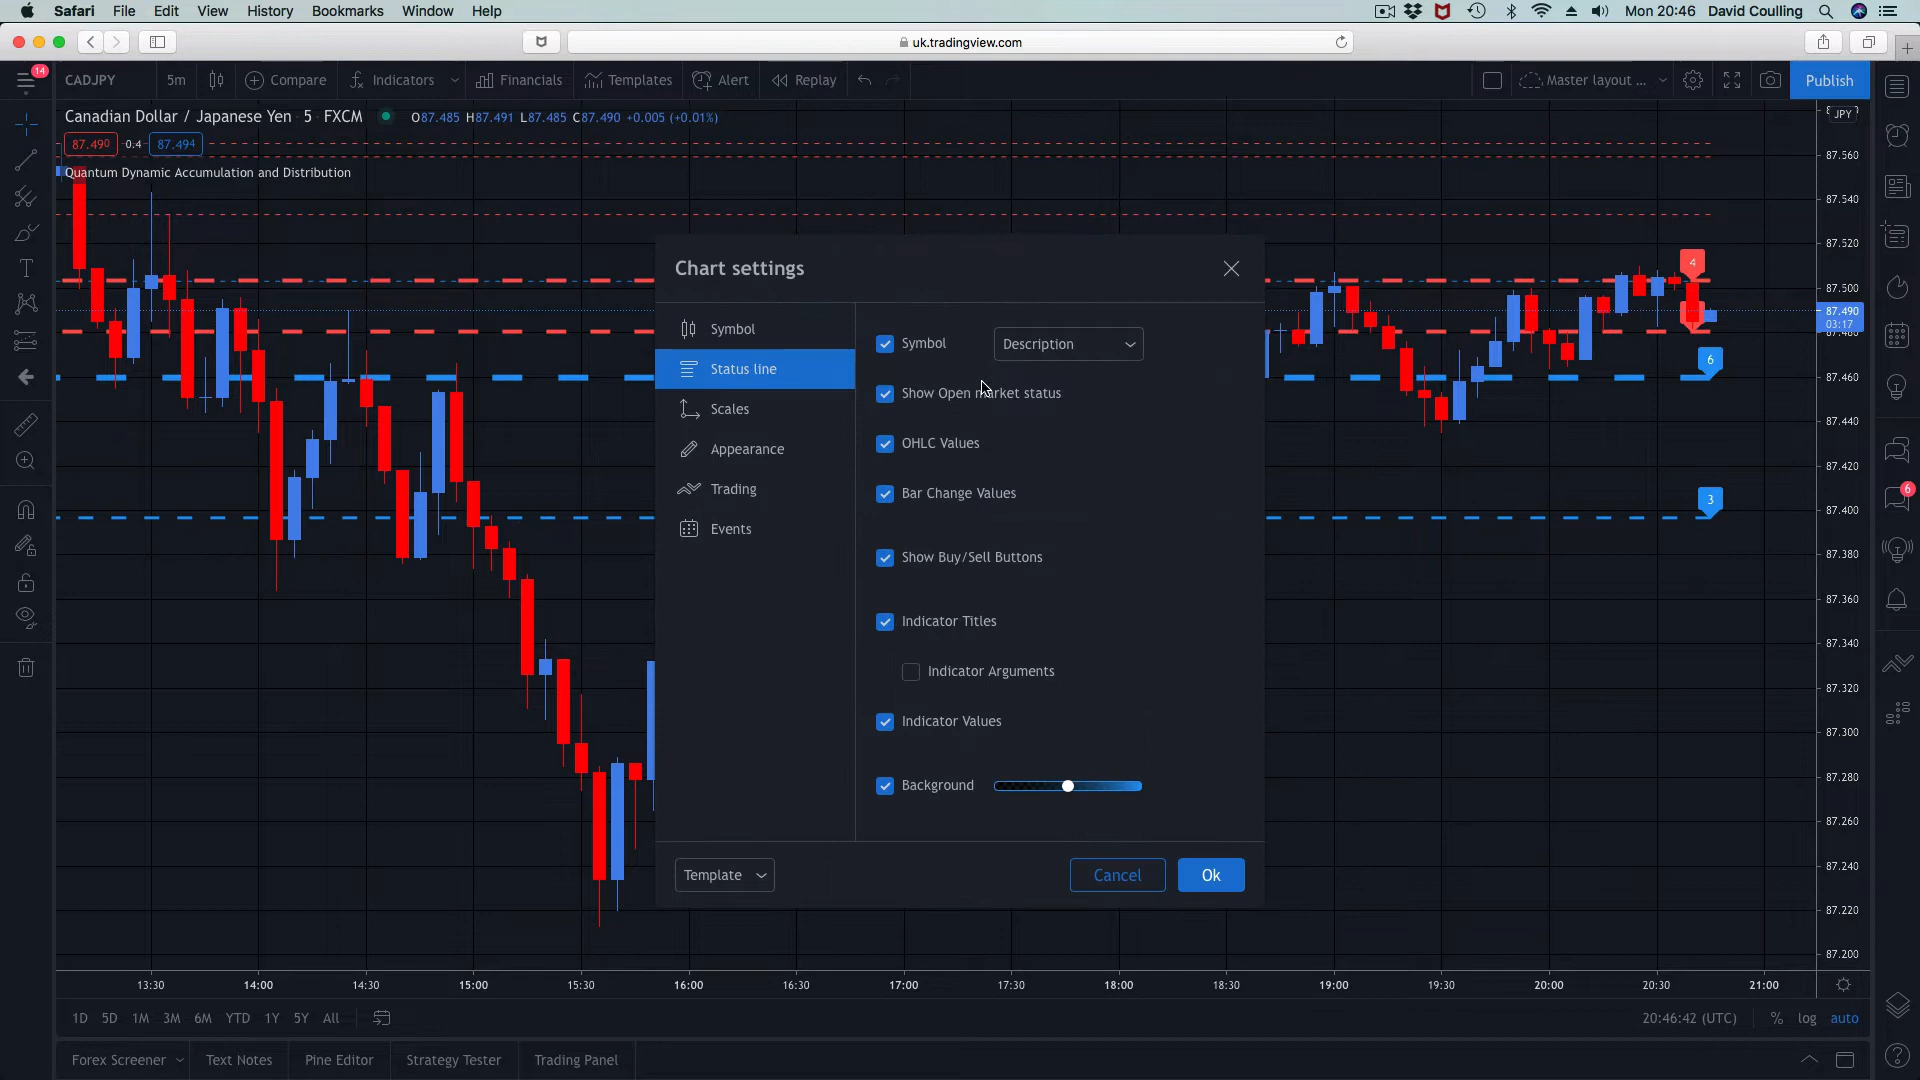 Safari File Edit View History Bookmarks Window Help Mon 20:46 David Coulling
uk.tradingview.com
14
CADJPY 5m Compare Indicators Financials Templates Alert Replay Master layout ... Publish
Canadian Dollar / Japanese Yen · 5 · FXCM O87.485 H87.491 L87.485 C87.490 +0.005 (+0.01%)
JPY
87.490 0.4 87.494
87.560
Quantum Dynamic Accumulation and Distribution
87.540
87.520
4
87.500
87.490
03:17
6
87.460
87.440
87.420
3
87.400
87.380
87.360
87.340
87.320
87.300
87.280
87.260
87.240
87.220
87.200
Chart settings
Symbol
Status line
Scales
Appearance
Trading
Events
Symbol Description
Show Open market status
OHLC Values
Bar Change Values
Show Buy/Sell Buttons
Indicator Titles
Indicator Arguments
Indicator Values
Background
Template Cancel Ok
6
13:30 14:00 14:30 15:00 15:30 16:00 16:30 17:00 17:30 18:00 18:30 19:00 19:30 20:00 20:30 21:00
1D 5D 1M 3M 6M YTD 1Y 5Y All 20:46:42 (UTC) % log auto
Forex Screener Text Notes Pine Editor Strategy Tester Trading Panel